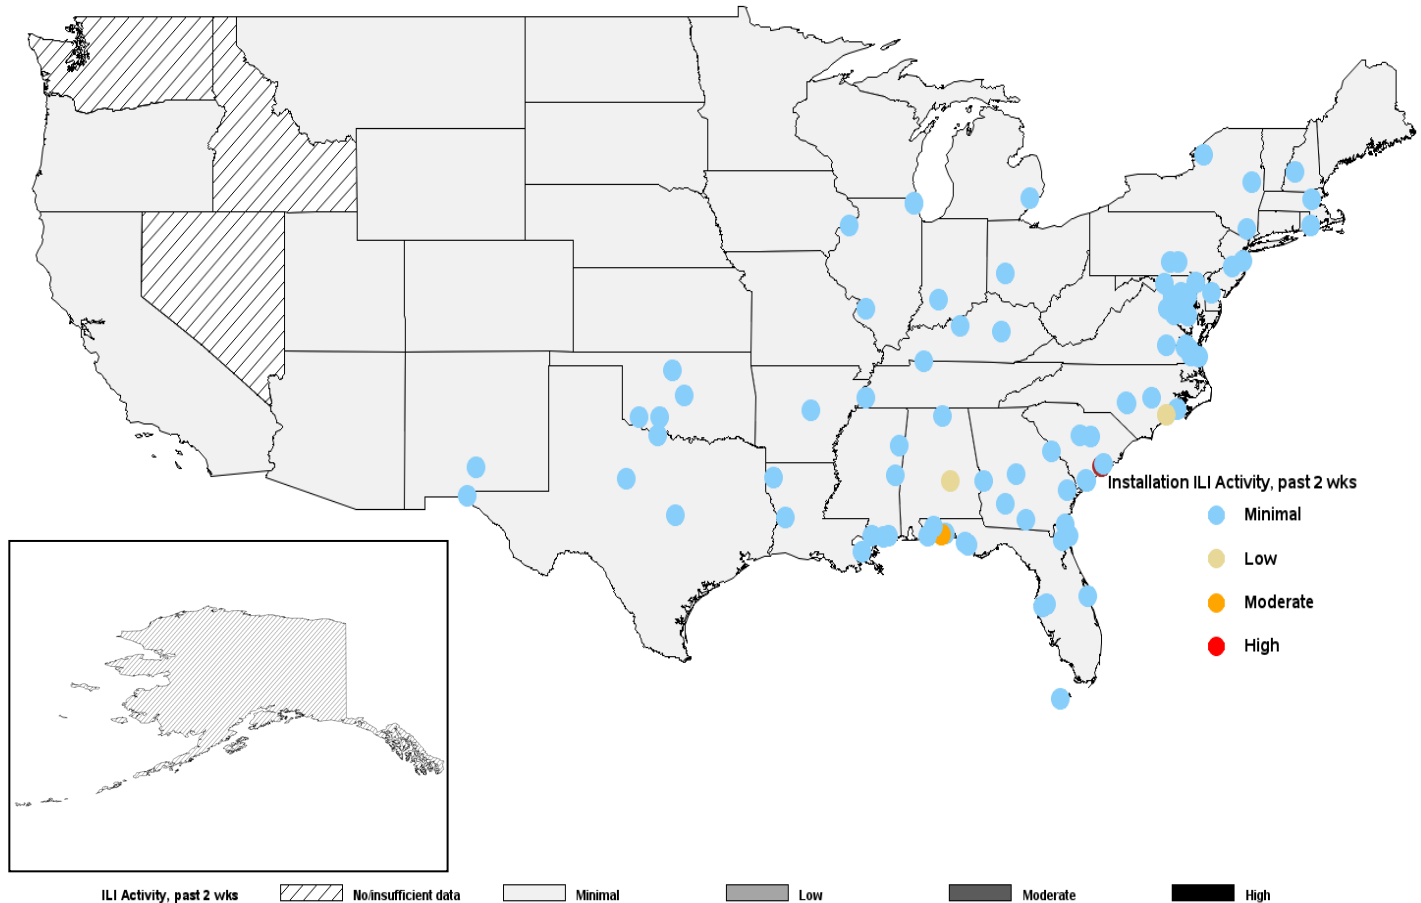 Installation ILI Activity, past 2 wks
Minimal
Low
Moderate
High
ILI Activity, past 2 wks No/insufficient data Minimal Low Moderate High